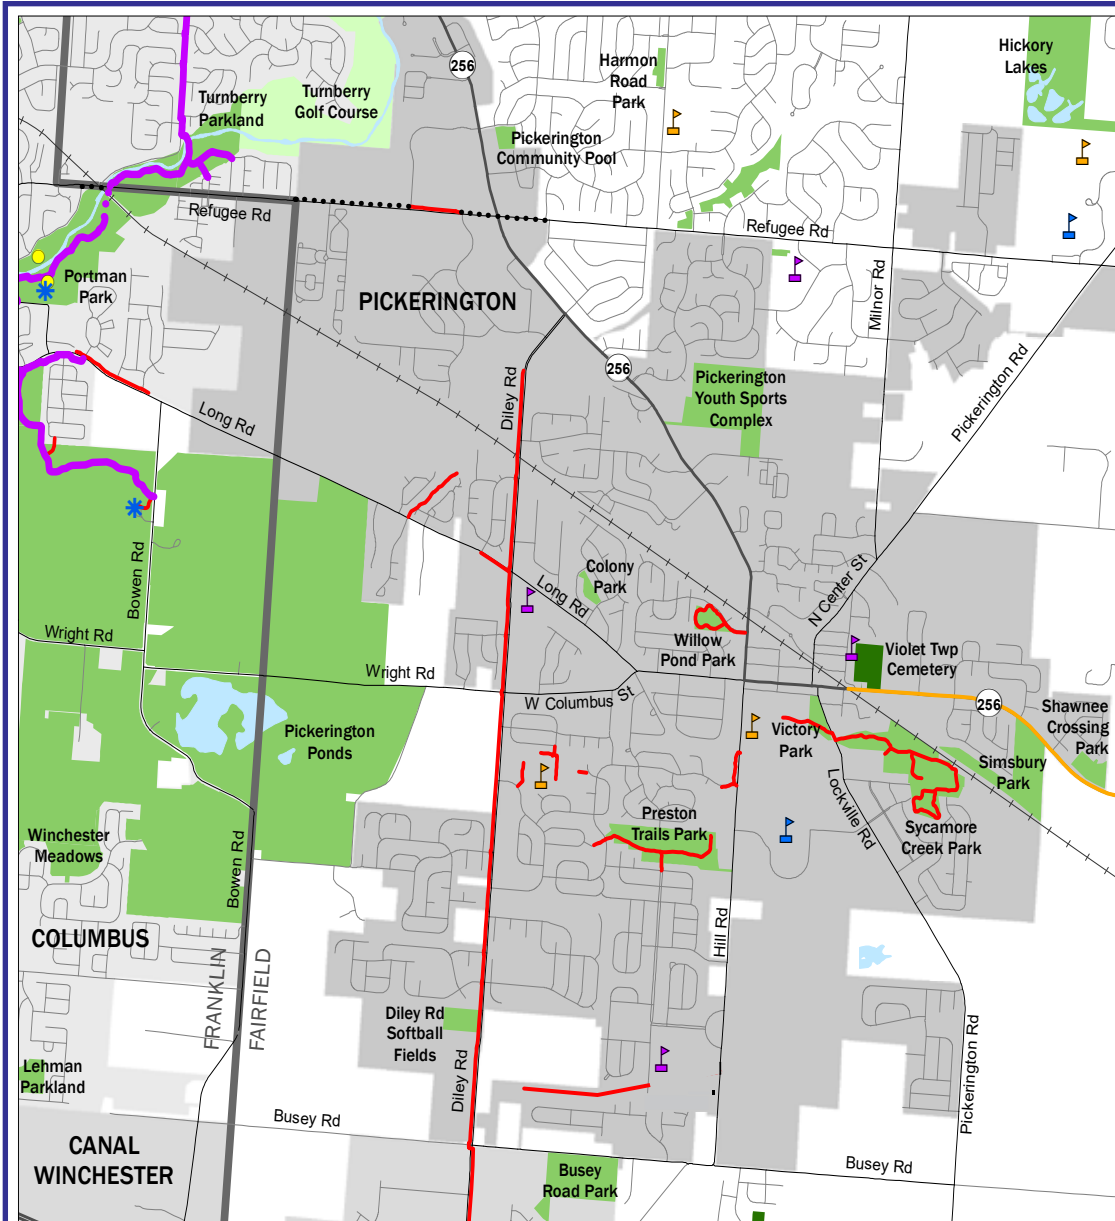 256
Hickory
Lakes
Harmon
Road
Park
Turnberry
Parkland
Turnberry
Golf Course
Pickerington
Community Pool
Refugee Rd
Refugee Rd
Portman
Park
PICKERINGTON
Milnor Rd
256
Pickerington
Youth Sports
Complex
Diley Rd
Pickerington Rd
Long Rd
Bowen Rd
Colony
Park
Long Rd
N Center St
Wright Rd
Willow
Pond Park
Violet Twp
Cemetery
Wright Rd
W Columbus St
256
Shawnee
Crossing
Park
Pickerington
Ponds
Victory
Park
Simsbury
Park
Lockville Rd
Preston
Trails Park
Sycamore
Creek Park
Winchester
Meadows
Bowen Rd
COLUMBUS
Hill Rd
FRANKLIN
FAIRFIELD
Diley Rd
Softball
Fields
Diley Rd
Pickerington Rd
Lehman
Parkland
Busey Rd
CANAL
WINCHESTER
Busey
Road Park
Busey Rd